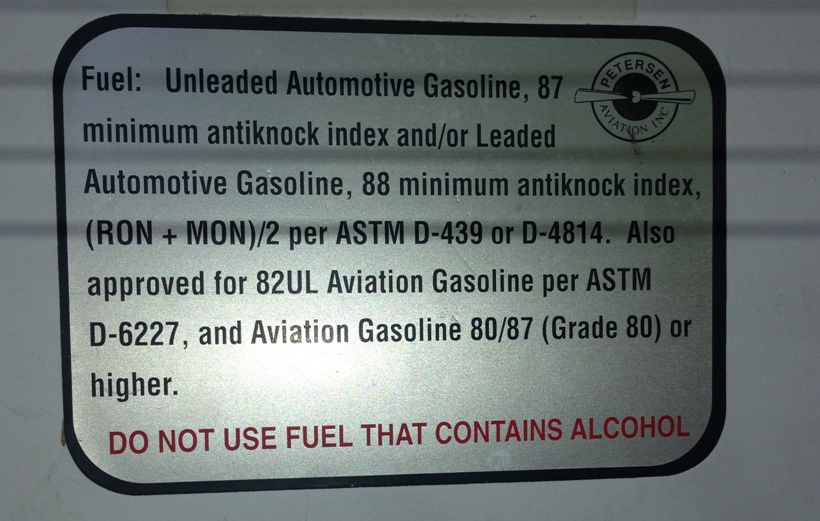 Fuel: Unleaded Automotive Gasoline, 87
minimum antiknock index and/or Leaded
Automotive Gasoline, 88 minimum antiknock index,
(RON + MON)/2 per ASTM D-439 or D-4814. Also
approved for 82UL Aviation Gasoline per ASTM
D-6227, and Aviation Gasoline 80/87 (Grade 80) or
higher.
DO NOT USE FUEL THAT CONTAINS ALCOHOL
PETERSEN
AVIATION INC